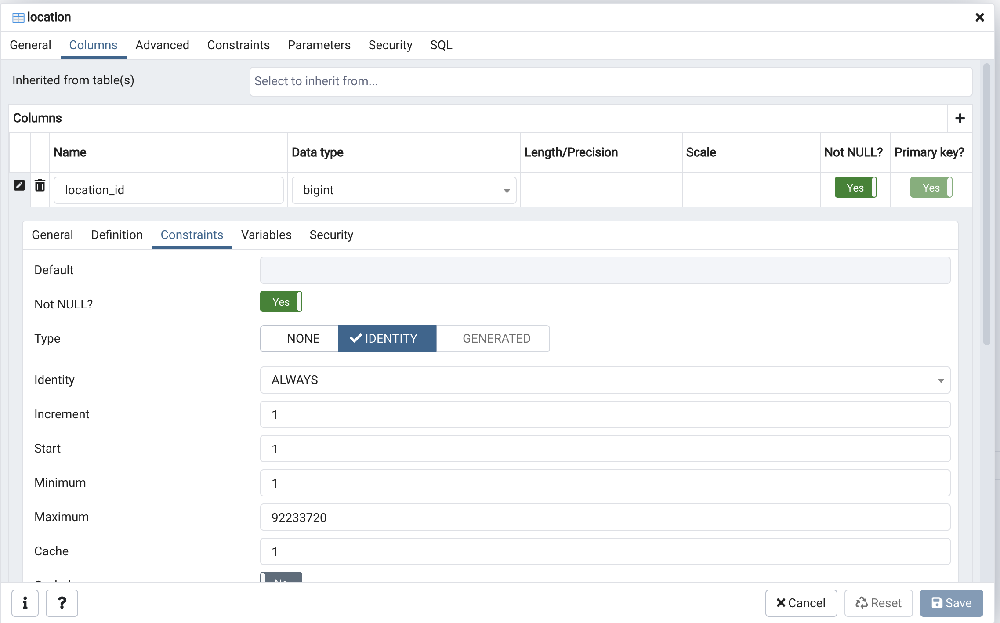 location
General Columns Advanced Constraints Parameters Security SQL
Inherited from table(s) Select to inherit from...
Columns
Name Data type Length/Precision Scale Not NULL? Primary key?
location_id bigint Yes Yes
General Definition Constraints Variables Security
Default
Not NULL? Yes
Type NONE IDENTITY GENERATED
Identity ALWAYS
Increment 1
Start 1
Minimum 1
Maximum 92233720
Cache 1
No
Cancel Reset Save